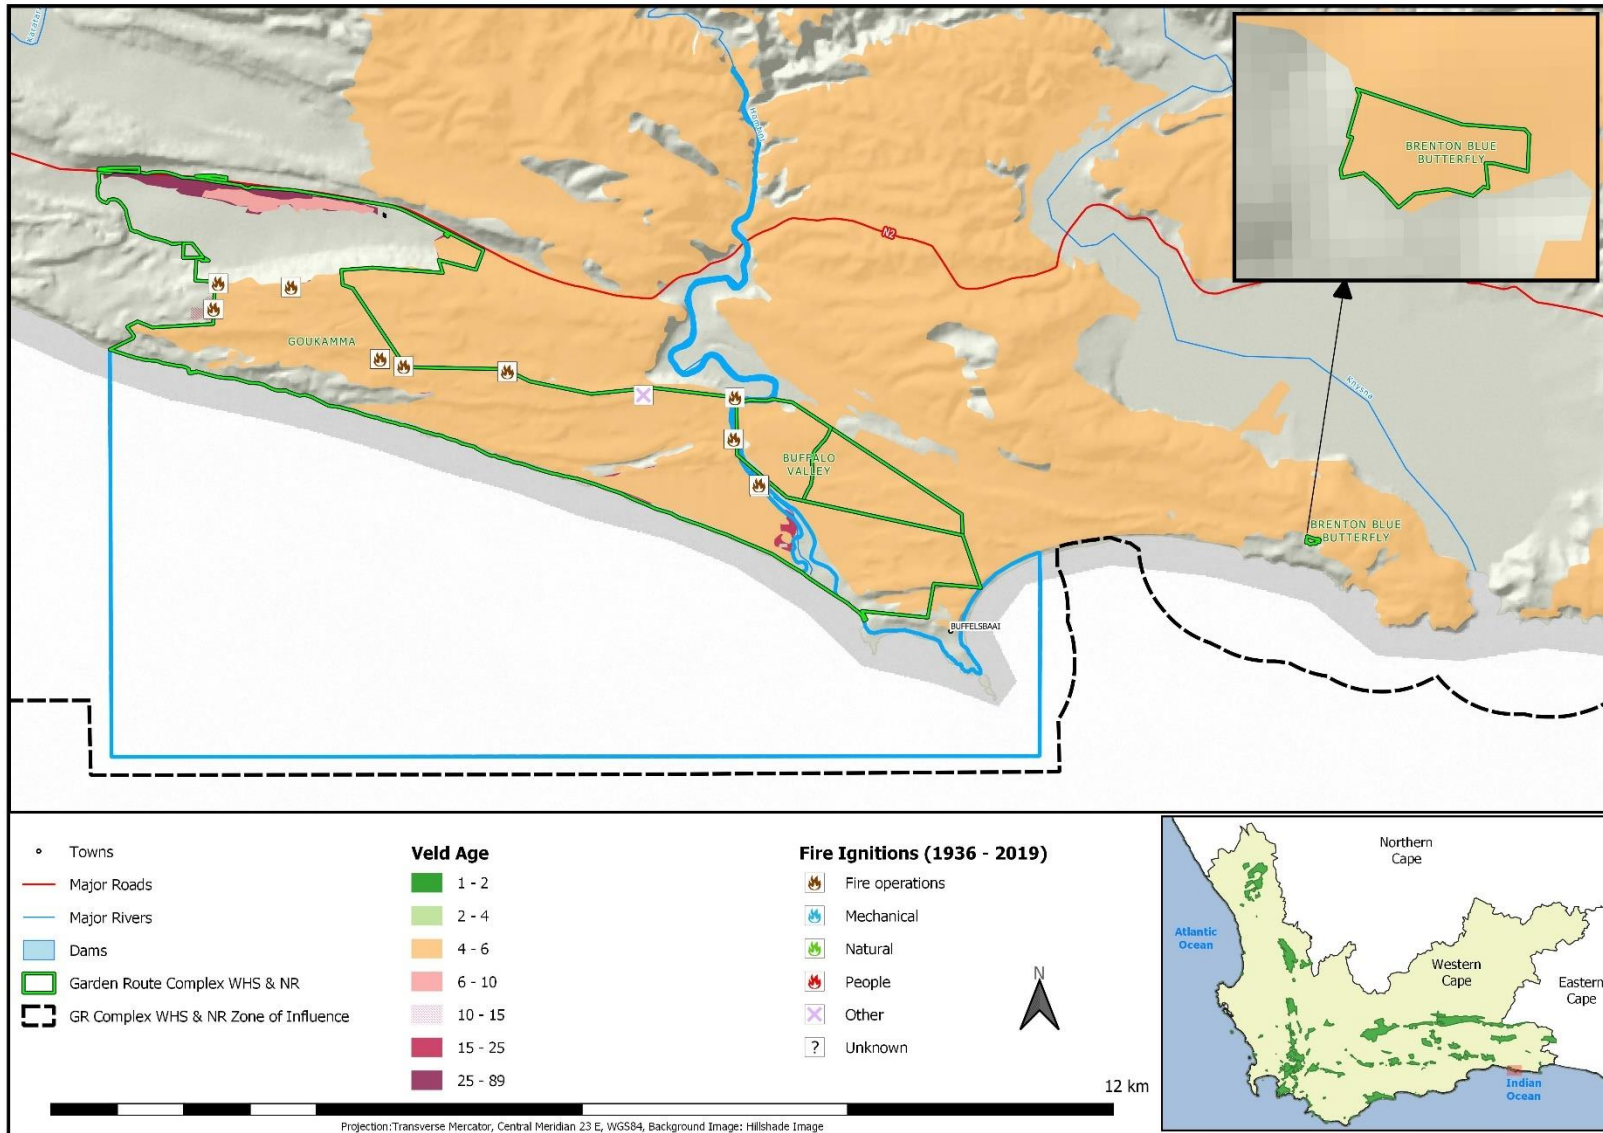 Karatara
Homtini
N2
BRENTON BLUE
BUTTERFLY
GOUKAMMA
BUFFALO
VALLEY
Knysna
BRENTON BLUE
BUTTERFLY
BUFFELSBAAI
Towns
Major Roads
Major Rivers
Dams
Garden Route Complex WHS & NR
GR Complex WHS & NR Zone of Influence
Veld Age
1 - 2
2 - 4
4 - 6
6 - 10
10 - 15
15 - 25
25 - 89
Fire Ignitions (1936 - 2019)
Fire operations
Mechanical
Natural
People
Other
? Unknown
N
12 km
Projection:Transverse Mercator, Central Meridian 23 E, WGS84, Background Image: Hillshade Image
Northern
Cape
Atlantic
Ocean
Western
Cape
Eastern
Cape
Indian
Ocean